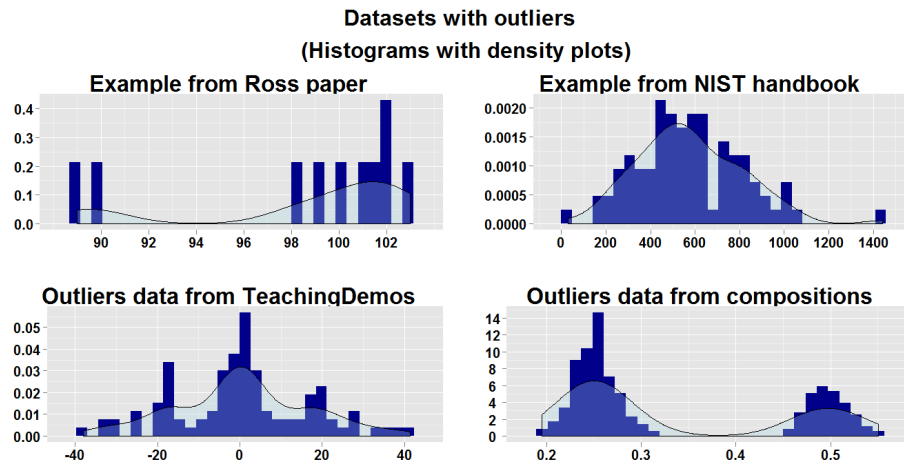 Datasets with outliers
(Histograms with density plots)
Example from Ross paper
0.4
0.3
0.2
0.1
0.0
90 92 94 96 98 100 102
Example from NIST handbook
0.0020
0.0015
0.0010
0.0005
0.0000
0 200 400 600 800 1000 1200 1400
Outliers data from TeachingDemos
0.05
0.04
0.03
0.02
0.01
0.00
-40 -20 0 20 40
Outliers data from compositions
14
12
10
8
6
4
2
0
0.2 0.3 0.4 0.5